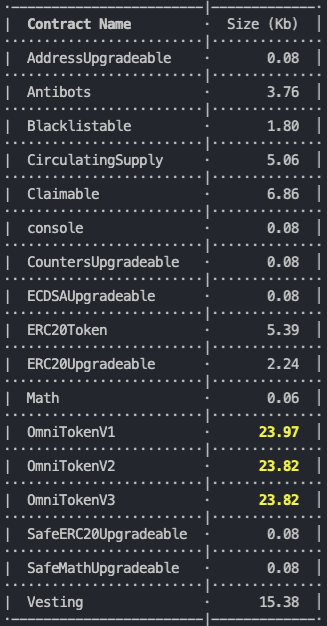 Contract Name · Size (Kb)
AddressUpgradeable · 0.08
Antibots · 3.76
Blacklistable · 1.80
CirculatingSupply · 5.06
Claimable · 6.86
console · 0.08
CountersUpgradeable · 0.08
ECDSAUpgradeable · 0.08
ERC20Token · 5.39
ERC20Upgradeable · 2.24
Math · 0.06
OmniTokenV1 · 23.97
OmniTokenV2 · 23.82
OmniTokenV3 · 23.82
SafeERC20Upgradeable · 0.08
SafeMathUpgradeable · 0.08
Vesting · 15.38